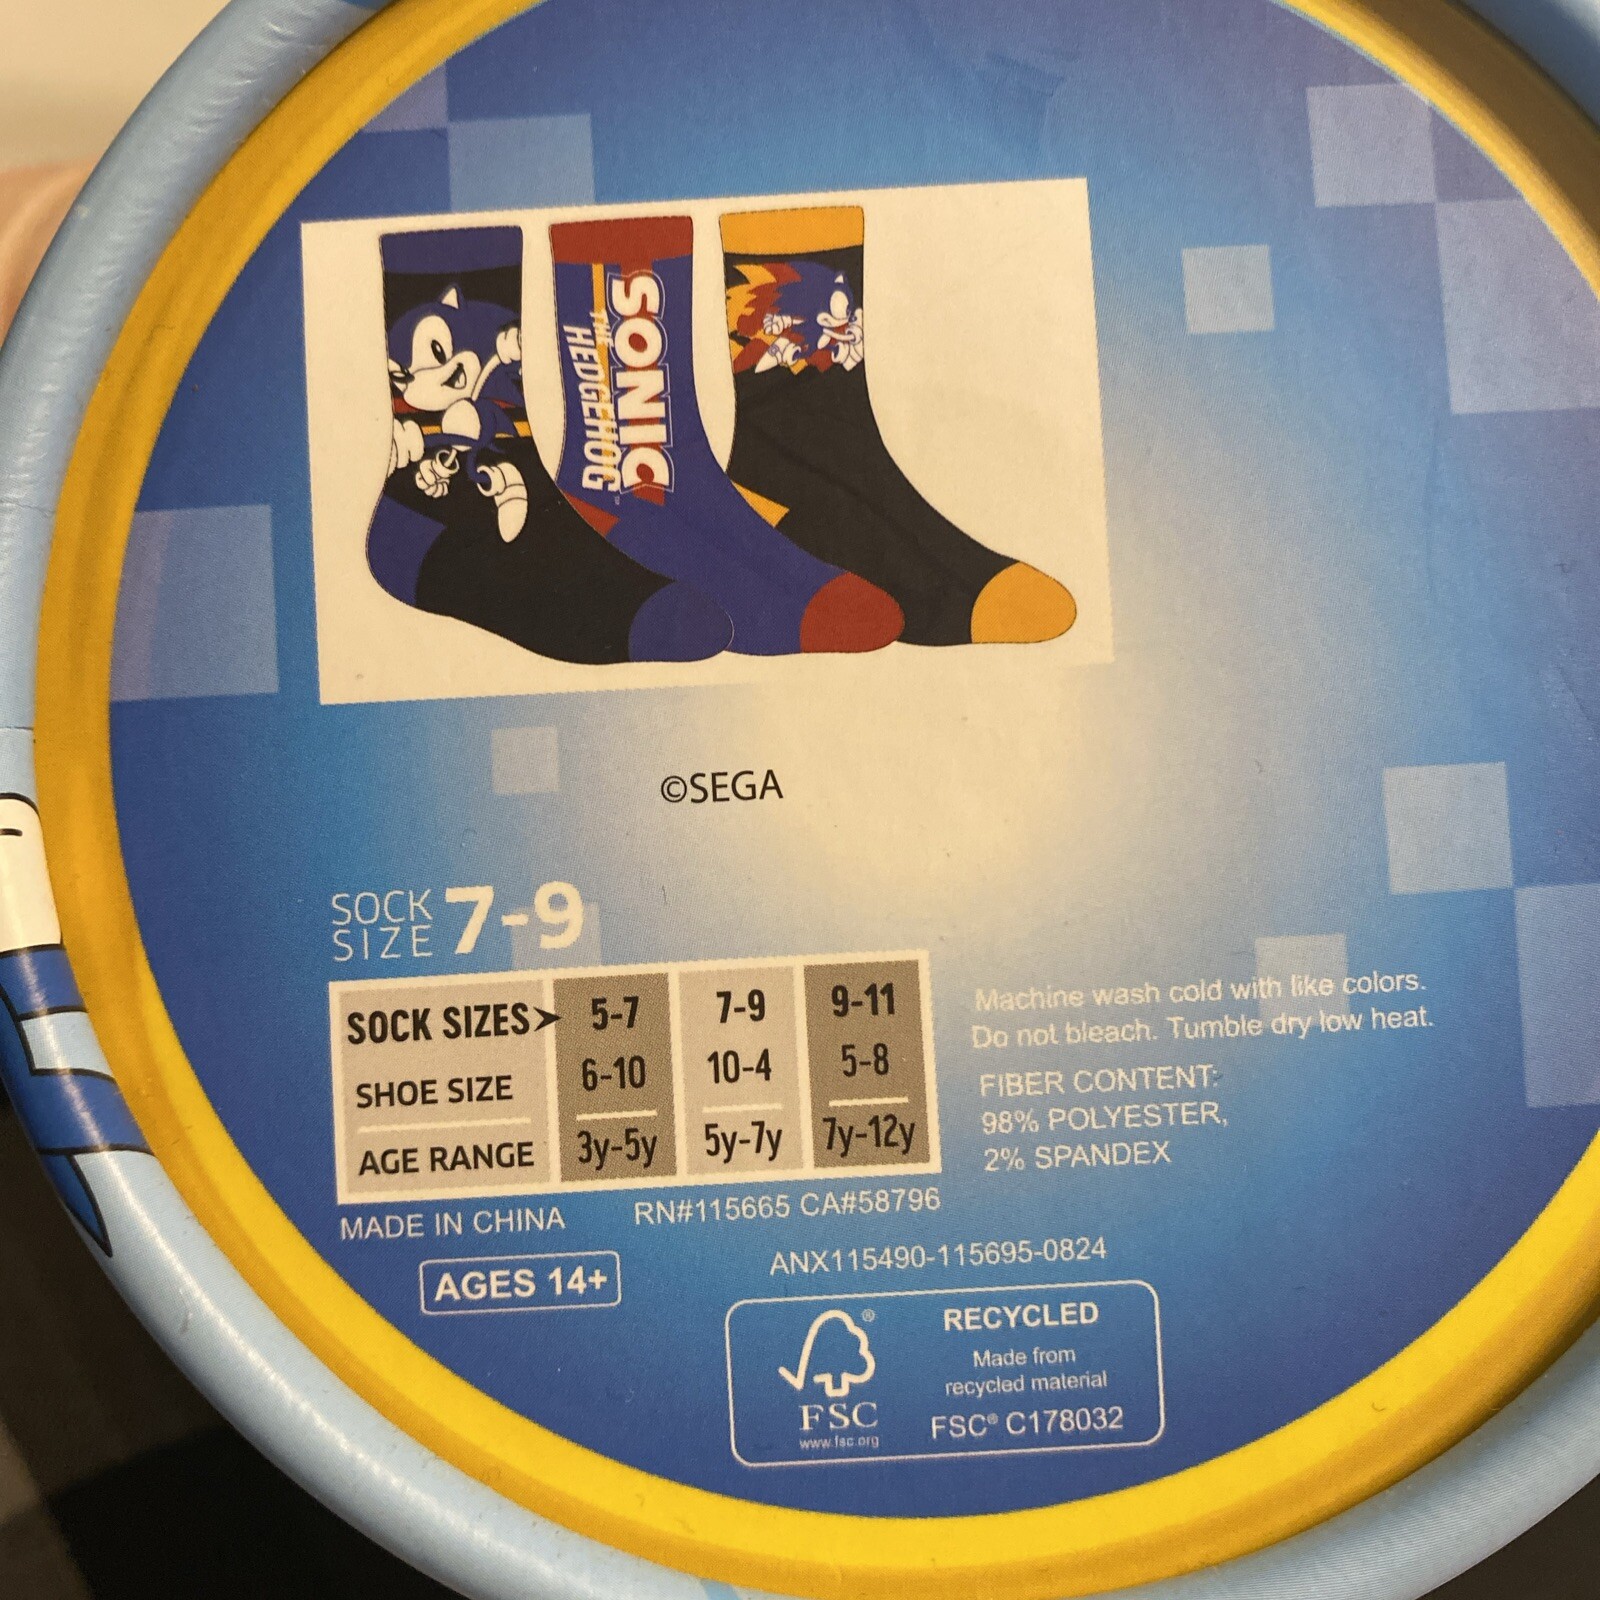 SONIC
THE HEDGEHOG™
©SEGA
SOCK SIZE 7-9
SOCK SIZES➤ 5-7 7-9 9-11
SHOE SIZE 6-10 10-4 5-8
AGE RANGE 3y-5y 5y-7y 7y-12y
Machine wash cold with like colors.
Do not bleach. Tumble dry low heat.
FIBER CONTENT:
98% POLYESTER,
2% SPANDEX
MADE IN CHINA RN#115665 CA#58796
ANX115490-115695-0824
AGES 14+
®
FSC
www.fsc.org
RECYCLED
Made from
recycled material
FSC® C178032